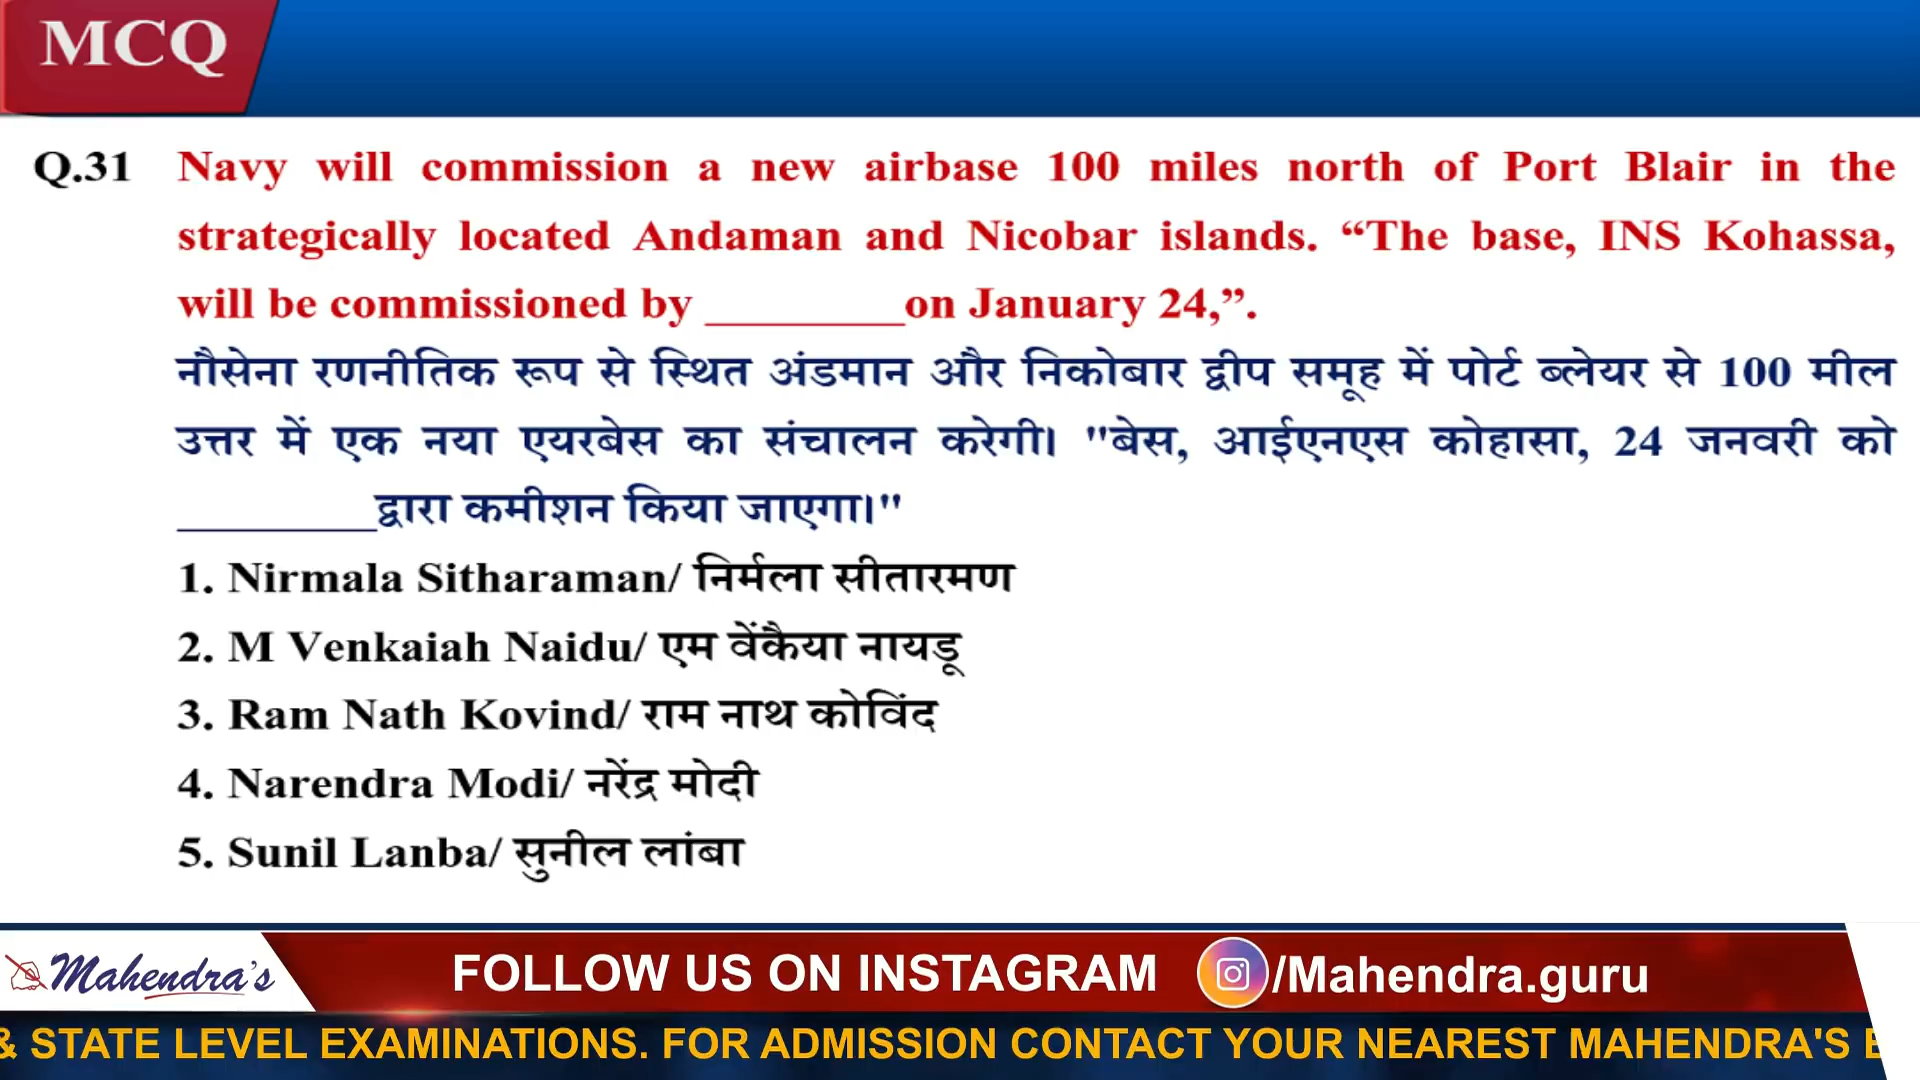 MCQ
Q.31 Navy will commission a new airbase 100 miles north of Port Blair in the
strategically located Andaman and Nicobar islands. “The base, INS Kohassa,
will be commissioned by _________on January 24,”.
नौसेना रणनीतिक रूप से स्थित अंडमान और निकोबार द्वीप समूह में पोर्ट ब्लेयर से 100 मील
उत्तर में एक नया एयरबेस का संचालन करेगी। "बेस, आईएनएस कोहासा, 24 जनवरी को
_________द्वारा कमीशन किया जाएगा।"
1. Nirmala Sitharaman/ निर्मला सीतारमण
2. M Venkaiah Naidu/ एम वेंकैया नायडू
3. Ram Nath Kovind/ राम नाथ कोविंद
4. Narendra Modi/ नरेंद्र मोदी
5. Sunil Lanba/ सुनील लांबा
Mahendra's FOLLOW US ON INSTAGRAM /Mahendra.guru
& STATE LEVEL EXAMINATIONS. FOR ADMISSION CONTACT YOUR NEAREST MAHENDRA'S